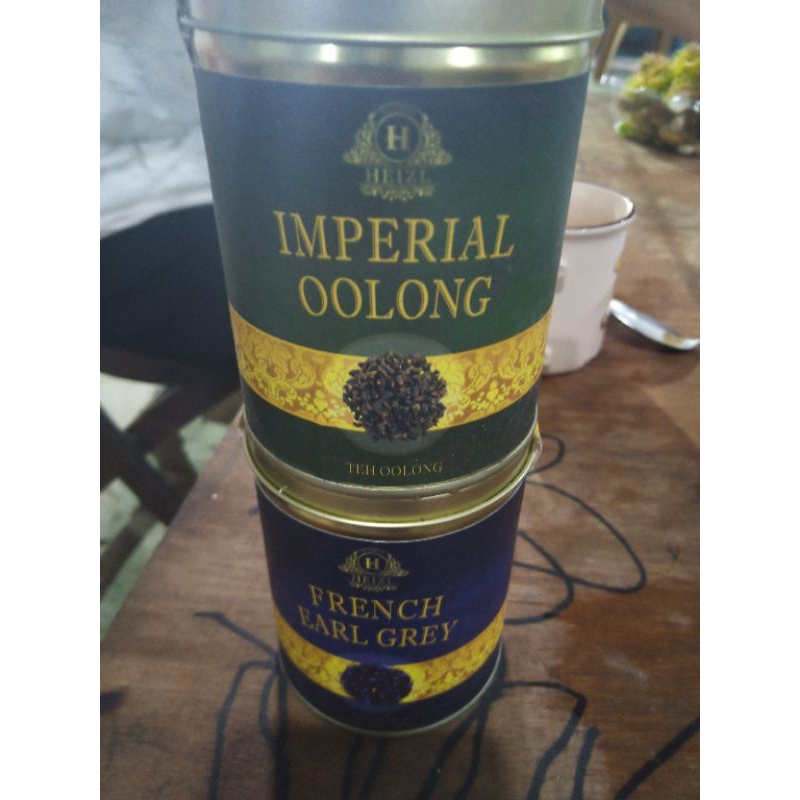 H
HEIZL
IMPERIAL
OOLONG
TEH OOLONG
H
HEIZL
FRENCH
EARL GREY